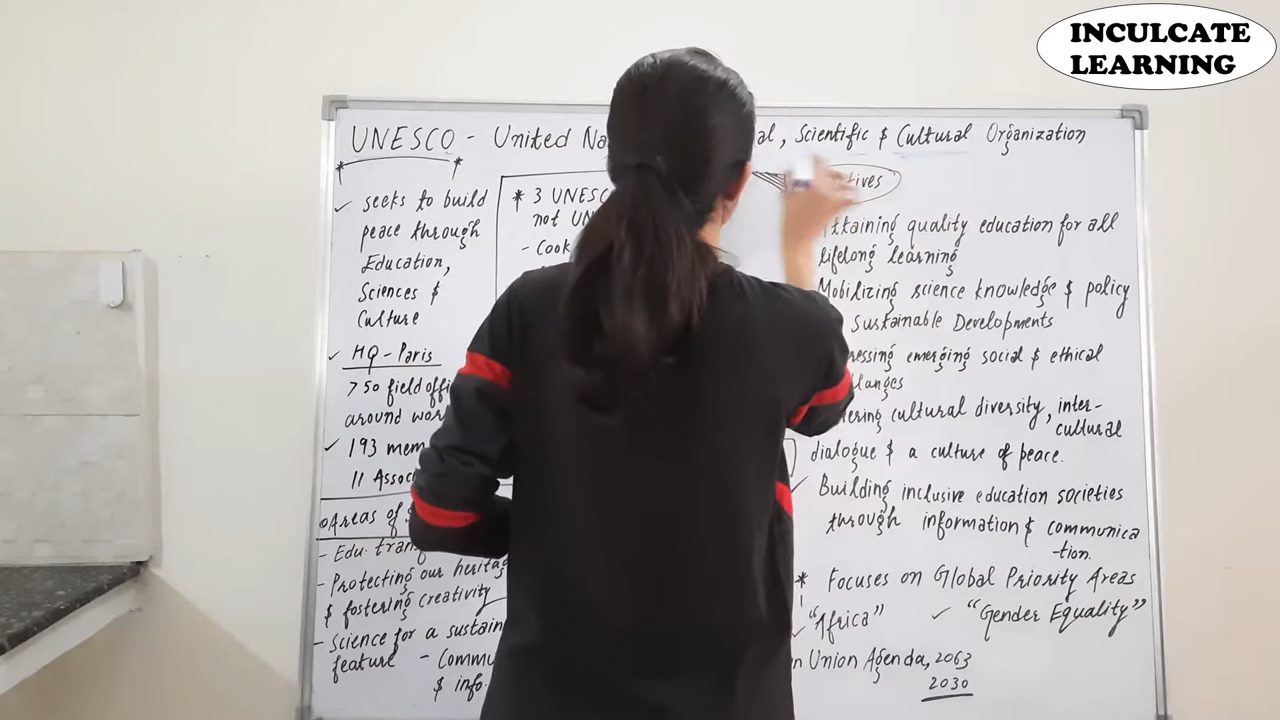 INCULCATE
LEARNING
UNESCO - United Na al, Scientific & Cultural Organization
seeks to build
peace through
Education,
Sciences &
Culture
HQ - Paris
>50 field offi
around wor
193 mem
11 Assoc
Areas of
- Edu. tran
- Protecting our heritag
& fostering creativity
- Science for a sustain
feature - Commu
& info.
* 3 UNESC
not UN
- Cook
tives
ttaining quality education for all
lifelong learning
Mobilizing science knowledge & policy
Sustainable Developments
ressing emerging social & ethical
langes
tering, cultural diversity, inter-
cultural
dialogue & a culture of peace.
Building inclusive education societies
through information & communica
-tion.
* Focuses on Global Priority Areas
"Africa" "Gender Equality"
n Union Agenda, 2063
2030